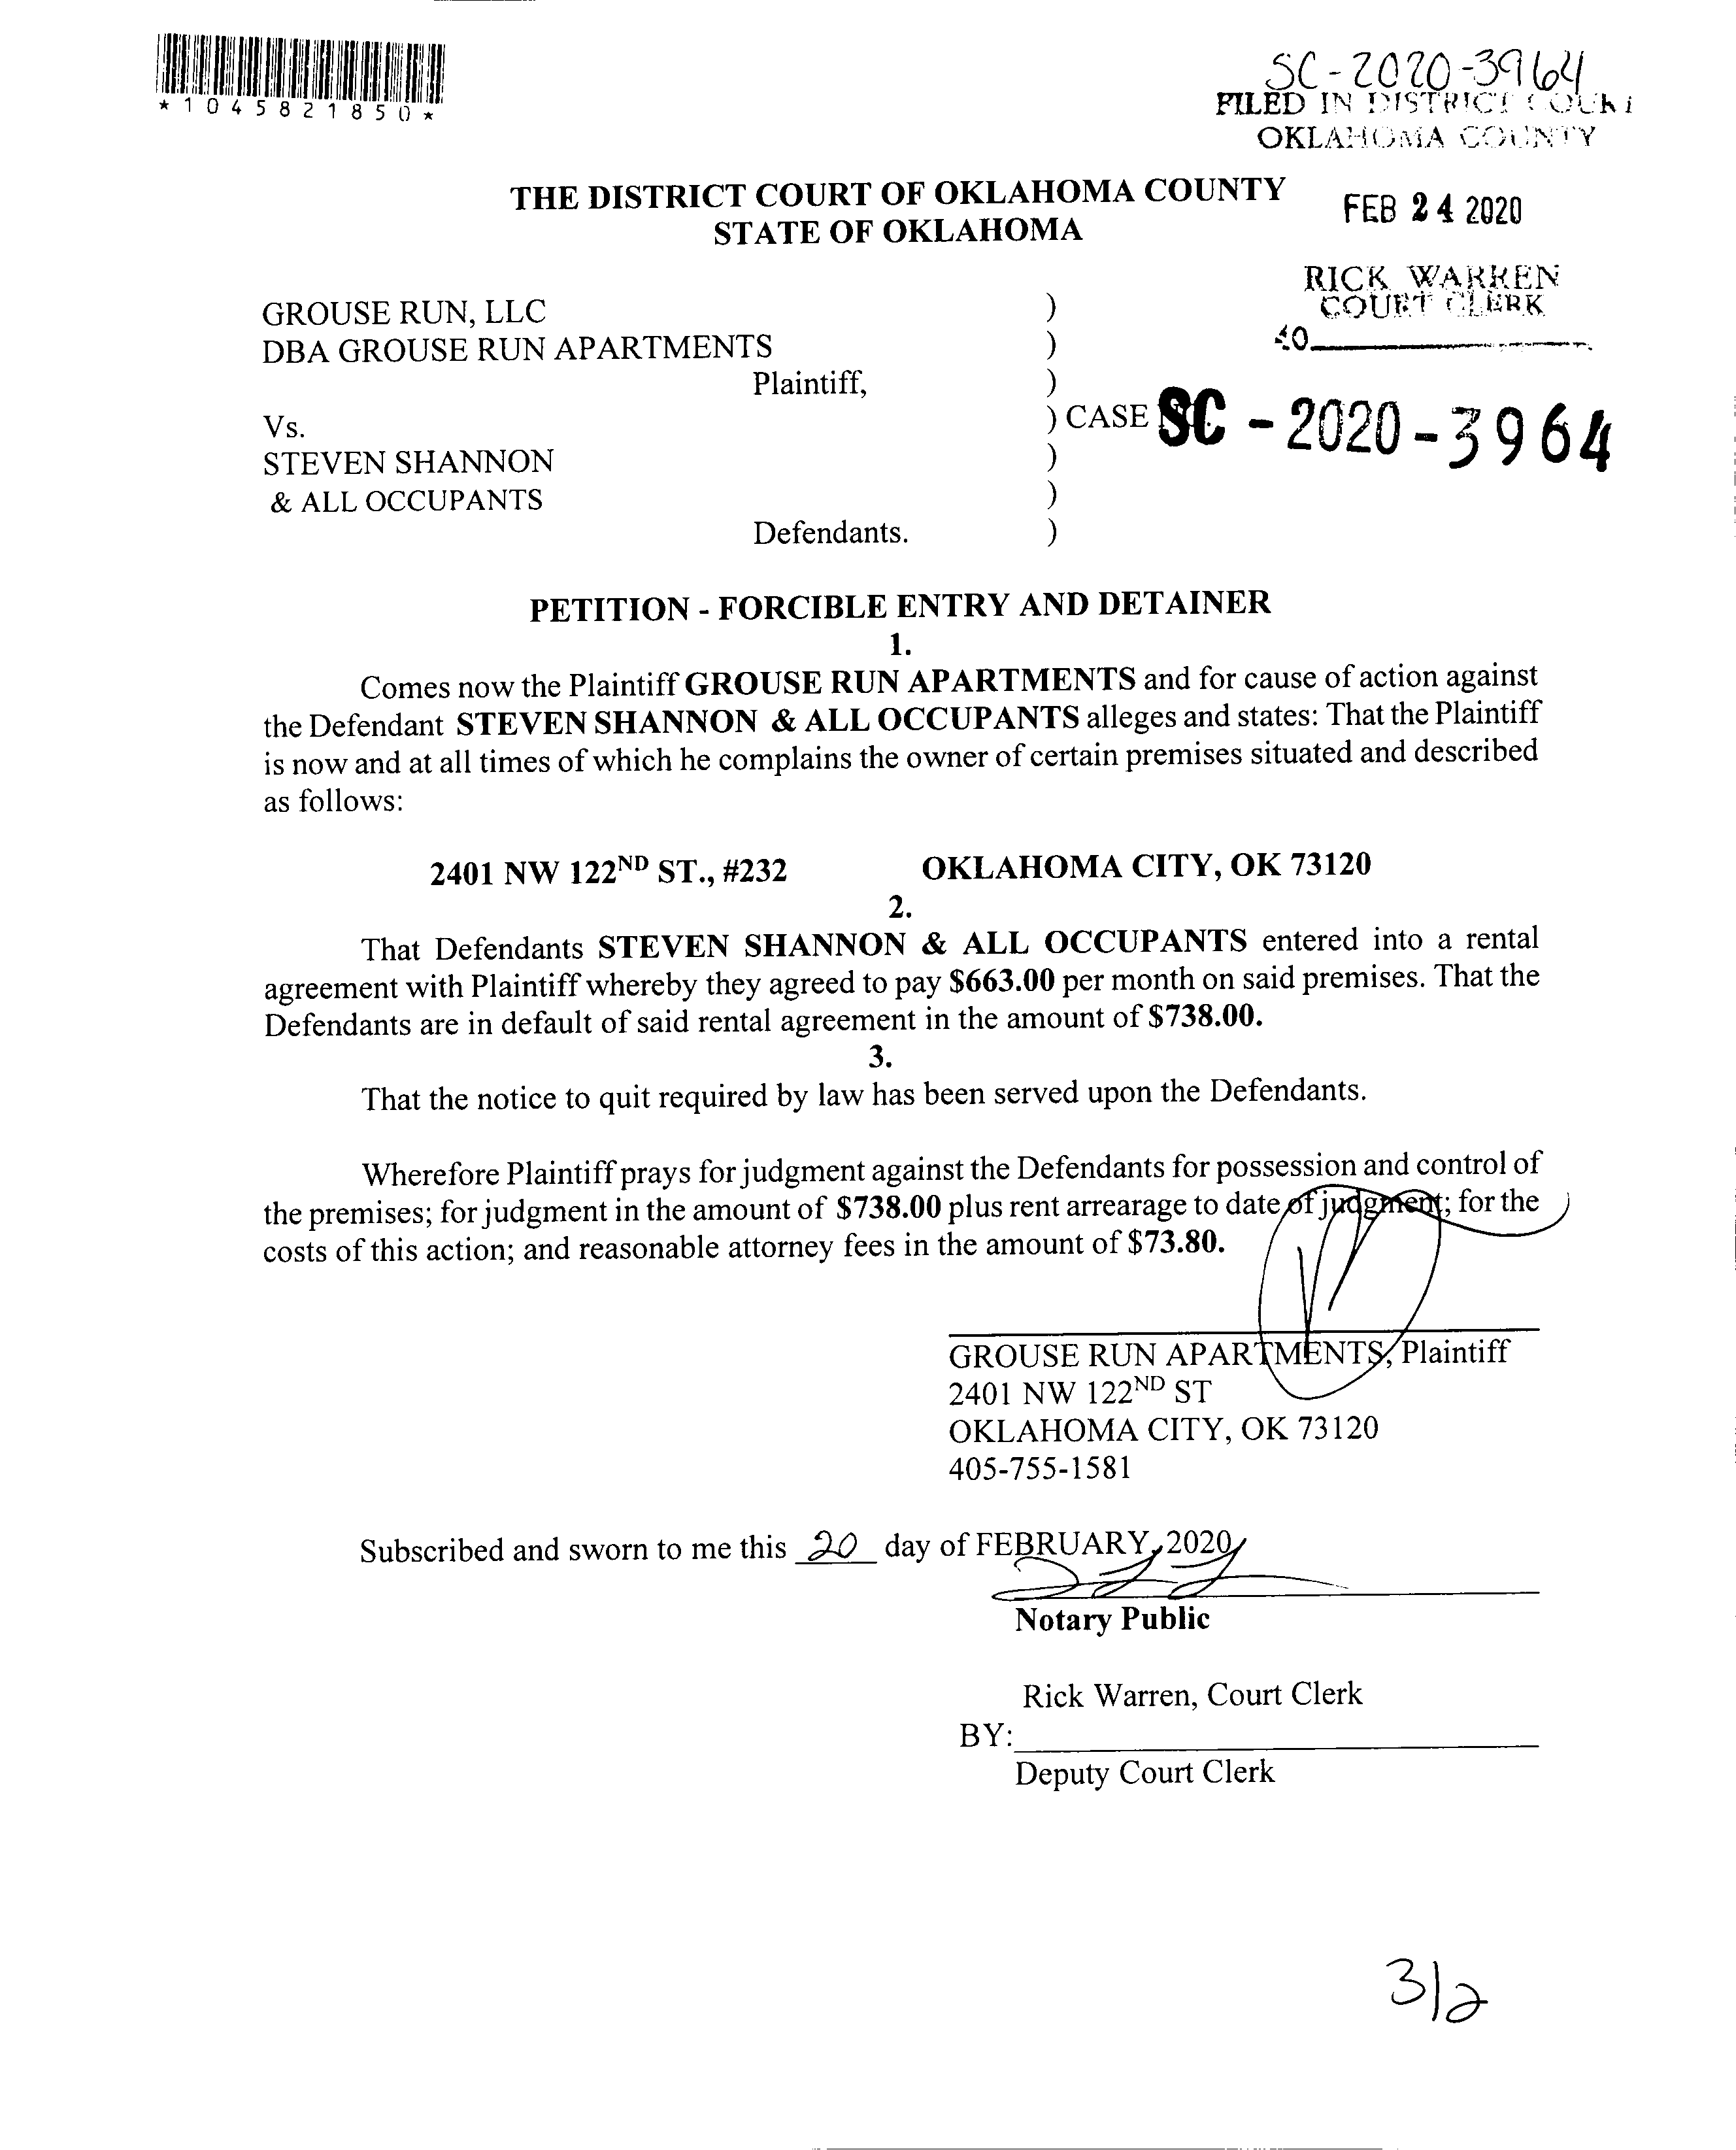 *1045821850*
SC-2020-3964
FILED IN DISTRICT COURT
OKLAHOMA COUNTY
THE DISTRICT COURT OF OKLAHOMA COUNTY
STATE OF OKLAHOMA
FEB 24 2020
RICK WARREN
COURT CLERK
40
GROUSE RUN, LLC )
DBA GROUSE RUN APARTMENTS )
Plaintiff, )
Vs. ) CASE NO. SC-2020-3964
STEVEN SHANNON )
& ALL OCCUPANTS )
Defendants. )
PETITION - FORCIBLE ENTRY AND DETAINER
1.
Comes now the Plaintiff GROUSE RUN APARTMENTS and for cause of action against
the Defendant STEVEN SHANNON & ALL OCCUPANTS alleges and states: That the Plaintiff
is now and at all times of which he complains the owner of certain premises situated and described
as follows:
2401 NW 122ND ST., #232 OKLAHOMA CITY, OK 73120
2.
That Defendants STEVEN SHANNON & ALL OCCUPANTS entered into a rental
agreement with Plaintiff whereby they agreed to pay $663.00 per month on said premises. That the
Defendants are in default of said rental agreement in the amount of $738.00.
3.
That the notice to quit required by law has been served upon the Defendants.
Wherefore Plaintiff prays for judgment against the Defendants for possession and control of
the premises; for judgment in the amount of $738.00 plus rent arrearage to date of judgment; for the
costs of this action; and reasonable attorney fees in the amount of $73.80.
GROUSE RUN APARTMENTS, Plaintiff
2401 NW 122ND ST
OKLAHOMA CITY, OK 73120
405-755-1581
Subscribed and sworn to me this 20 day of FEBRUARY, 2020
Notary Public
Rick Warren, Court Clerk
BY:
Deputy Court Clerk
3/2